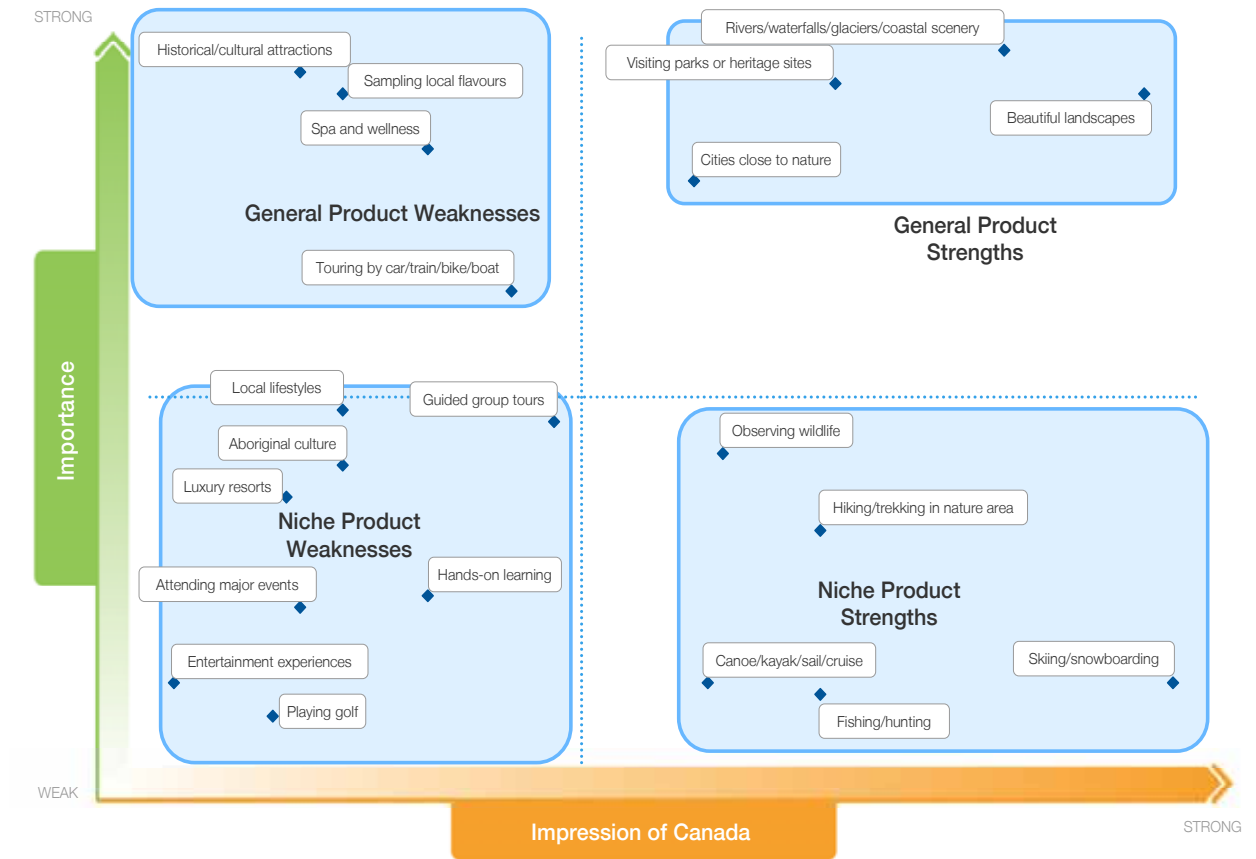 STRONG
Historical/cultural attractions
Sampling local flavours
Spa and wellness
General Product Weaknesses
Touring by car/train/bike/boat
Rivers/waterfalls/glaciers/coastal scenery
Visiting parks or heritage sites
Beautiful landscapes
Cities close to nature
General Product
Strengths
Importance
Local lifestyles
Guided group tours
Aboriginal culture
Luxury resorts
Niche Product
Weaknesses
Hands-on learning
Attending major events
Entertainment experiences
Playing golf
Observing wildlife
Hiking/trekking in nature area
Niche Product
Strengths
Canoe/kayak/sail/cruise
Skiing/snowboarding
Fishing/hunting
WEAK
Impression of Canada
STRONG